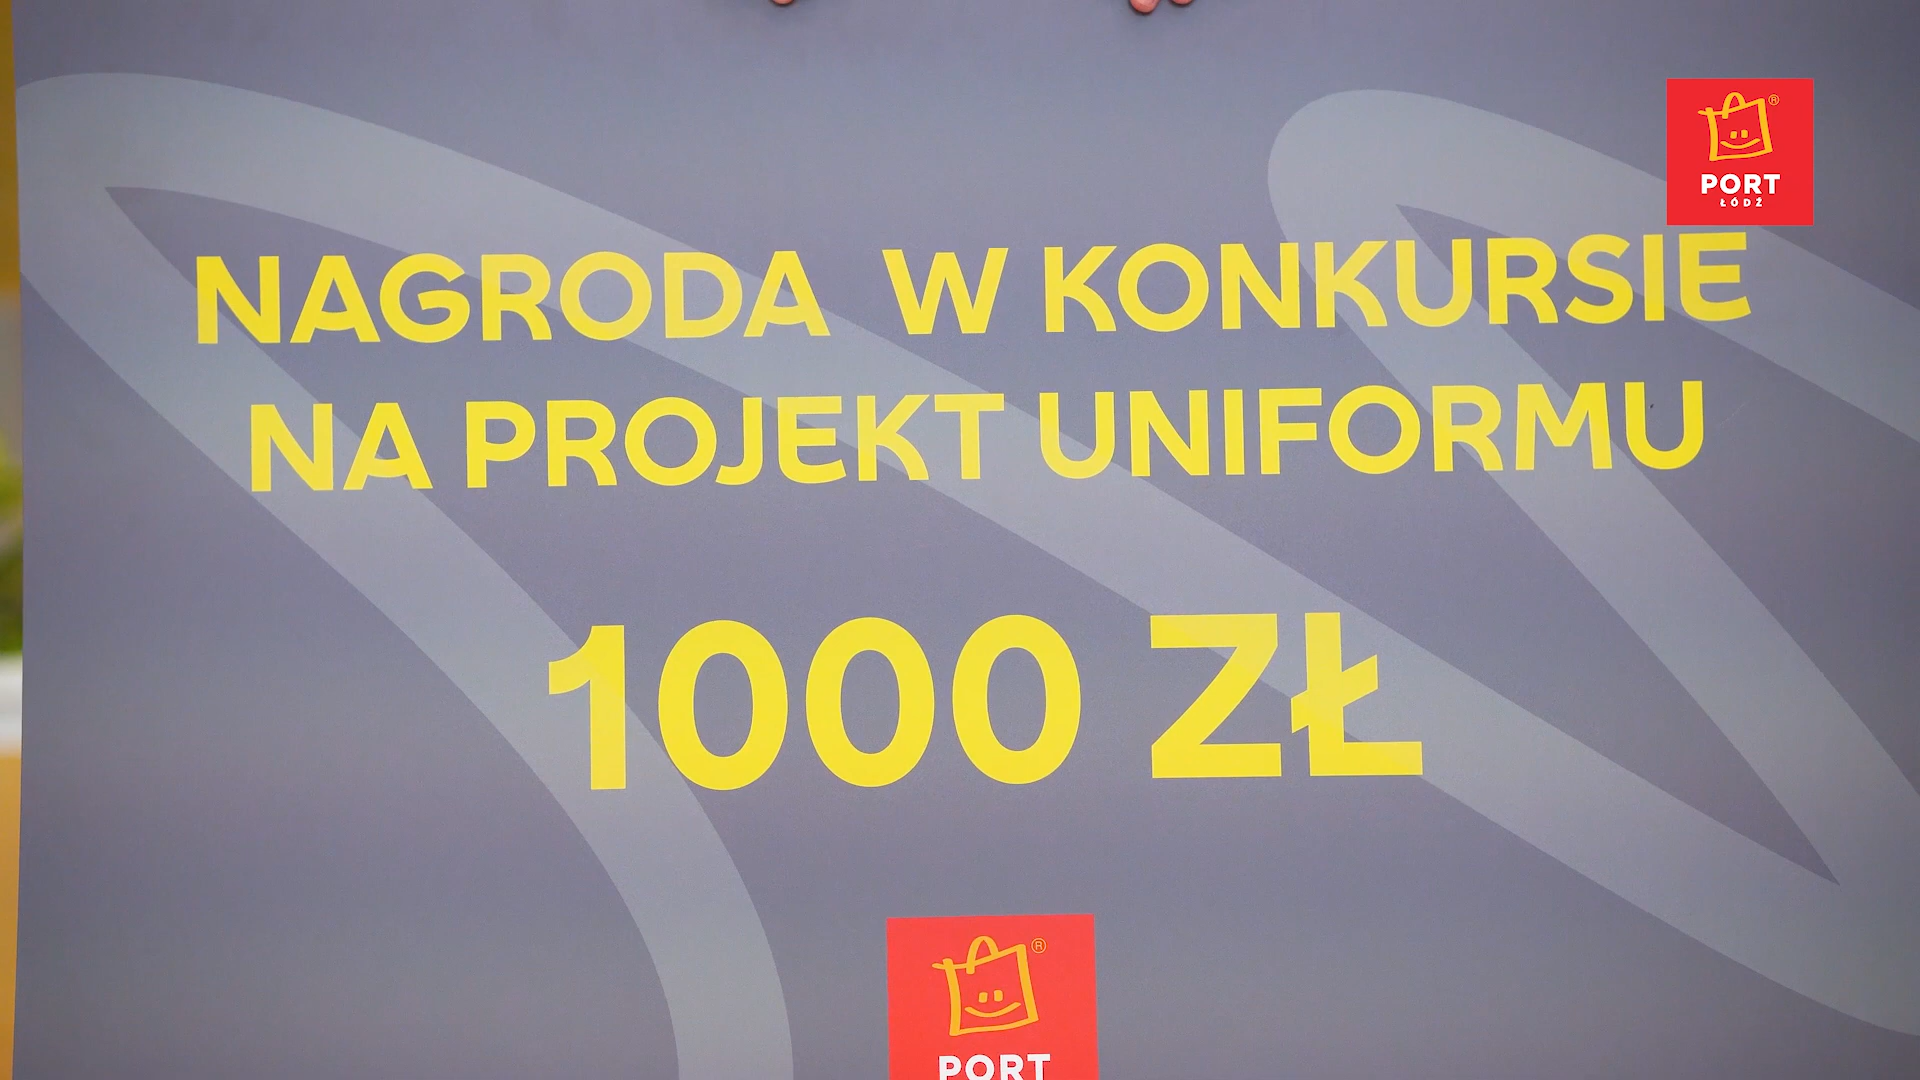 ®
PORT
ŁÓDŹ
NAGRODA W KONKURSIE
NA PROJEKT UNIFORMU
1000 ZŁ
®
PORT